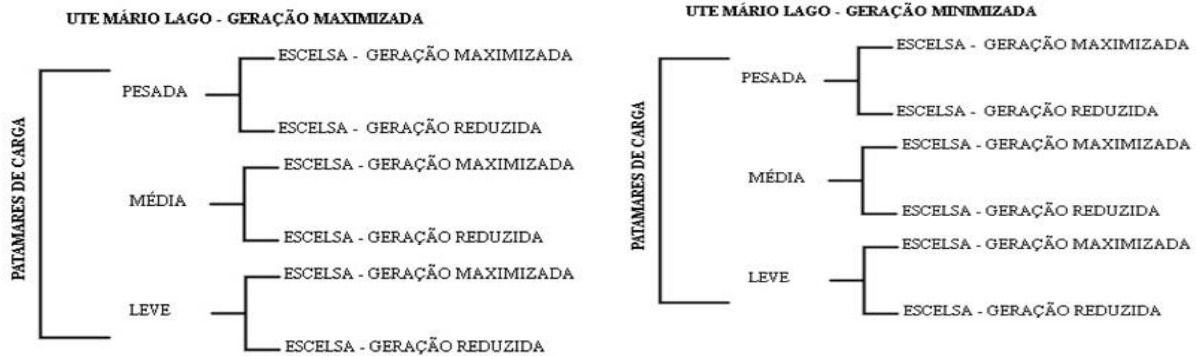 UTE MÁRIO LAGO - GERAÇÃO MAXIMIZADA
PATAMARES DE CARGA
PESADA
ESCELSA - GERAÇÃO MAXIMIZADA
ESCELSA - GERAÇÃO REDUZIDA
MÉDIA
ESCELSA - GERAÇÃO MAXIMIZADA
ESCELSA - GERAÇÃO REDUZIDA
LEVE
ESCELSA - GERAÇÃO MAXIMIZADA
ESCELSA - GERAÇÃO REDUZIDA
UTE MÁRIO LAGO - GERAÇÃO MINIMIZADA
PATAMARES DE CARGA
PESADA
ESCELSA - GERAÇÃO MAXIMIZADA
ESCELSA - GERAÇÃO REDUZIDA
MÉDIA
ESCELSA - GERAÇÃO MAXIMIZADA
ESCELSA - GERAÇÃO REDUZIDA
LEVE
ESCELSA - GERAÇÃO MAXIMIZADA
ESCELSA - GERAÇÃO REDUZIDA